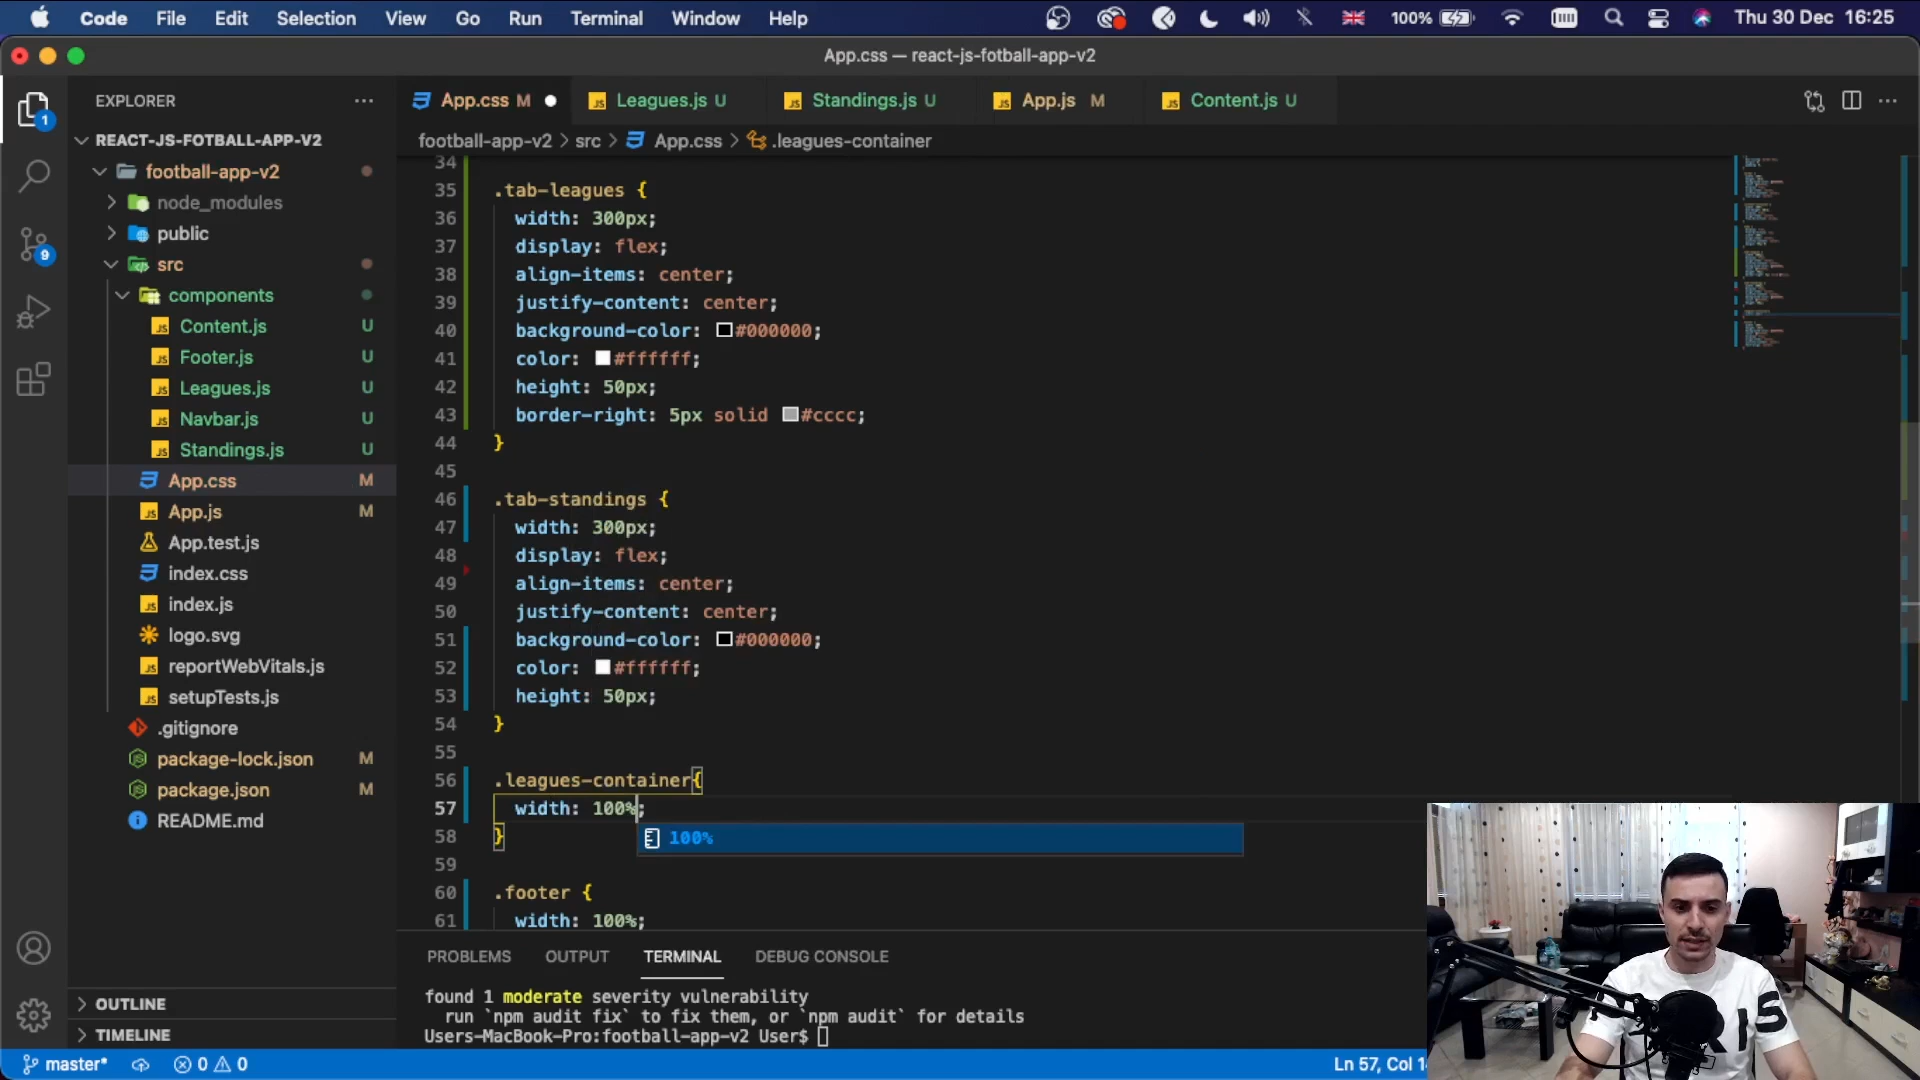 Code File Edit Selection View Go Run Terminal Window Help 100% Thu 30 Dec 16:25
App.css — react-js-fotball-app-v2
EXPLORER
App.css M
Leagues.js U
Standings.js U
App.js M
Content.js U
football-app-v2 > src > App.css > .leagues-container
1
9
REACT-JS-FOTBALL-APP-V2
football-app-v2
node_modules
public
src
components
Content.js U
Footer.js U
Leagues.js U
Navbar.js U
Standings.js U
App.css M
App.js M
App.test.js
index.css
index.js
logo.svg
reportWebVitals.js
setupTests.js
.gitignore
package-lock.json M
package.json M
README.md
OUTLINE
TIMELINE
34
35 .tab-leagues {
36 width: 300px;
37 display: flex;
38 align-items: center;
39 justify-content: center;
40 background-color: #000000;
41 color: #ffffff;
42 height: 50px;
43 border-right: 5px solid #cccc;
44 }
45
46 .tab-standings {
47 width: 300px;
48 display: flex;
49 align-items: center;
50 justify-content: center;
51 background-color: #000000;
52 color: #ffffff;
53 height: 50px;
54 }
55
56 .leagues-container{
57 width: 100%;
58 }
100%
59
60 .footer {
61 width: 100%;
PROBLEMS OUTPUT TERMINAL DEBUG CONSOLE
found 1 moderate severity vulnerability
run `npm audit fix` to fix them, or `npm audit` for details
Users-MacBook-Pro:football-app-v2 User$
master* 0 0
Ln 57, Col